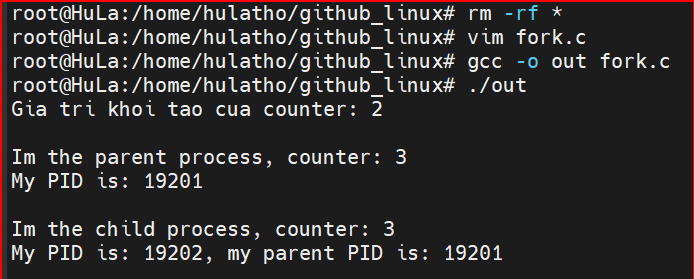 root@HuLa:/home/hulatho/github_linux# rm -rf *
root@HuLa:/home/hulatho/github_linux# vim fork.c
root@HuLa:/home/hulatho/github_linux# gcc -o out fork.c
root@HuLa:/home/hulatho/github_linux# ./out
Gia tri khoi tao cua counter: 2
Im the parent process, counter: 3
My PID is: 19201
Im the child process, counter: 3
My PID is: 19202, my parent PID is: 19201